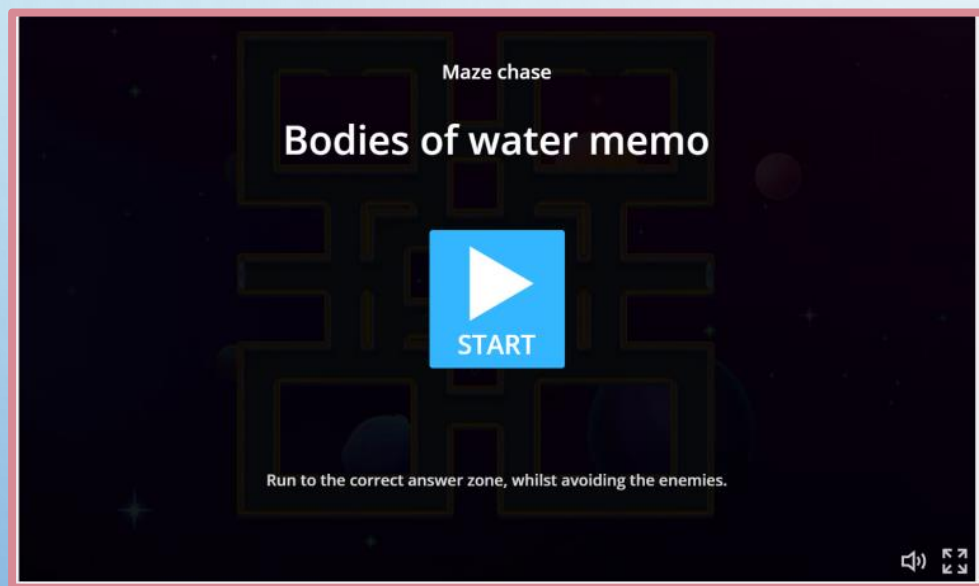 Maze chase
Bodies of water memo
START
Run to the correct answer zone, whilst avoiding the enemies.